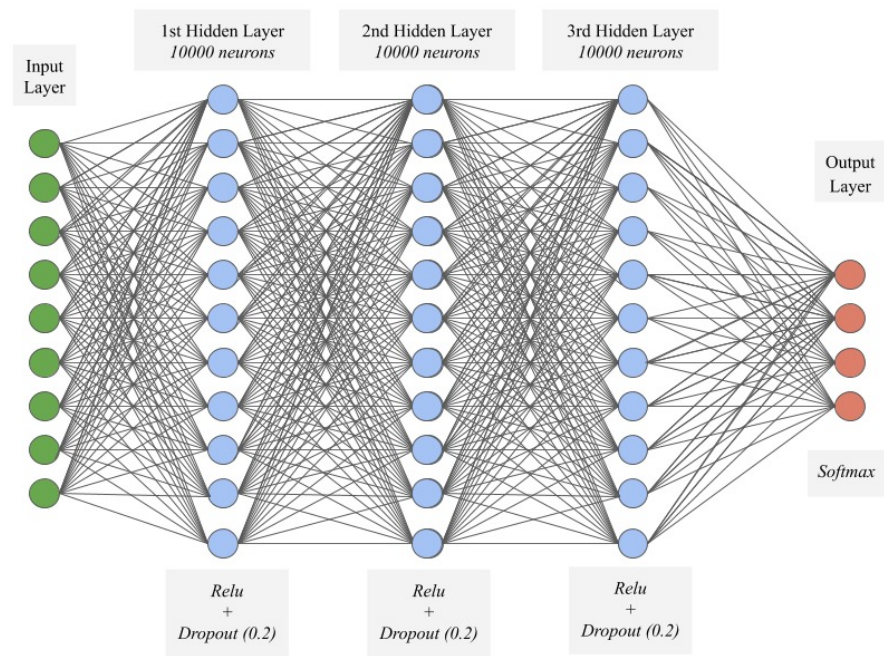 Input
Layer
1st Hidden Layer
10000 neurons
2nd Hidden Layer
10000 neurons
3rd Hidden Layer
10000 neurons
Output
Layer
Softmax
Relu
+
Dropout (0.2)
Relu
+
Dropout (0.2)
Relu
+
Dropout (0.2)